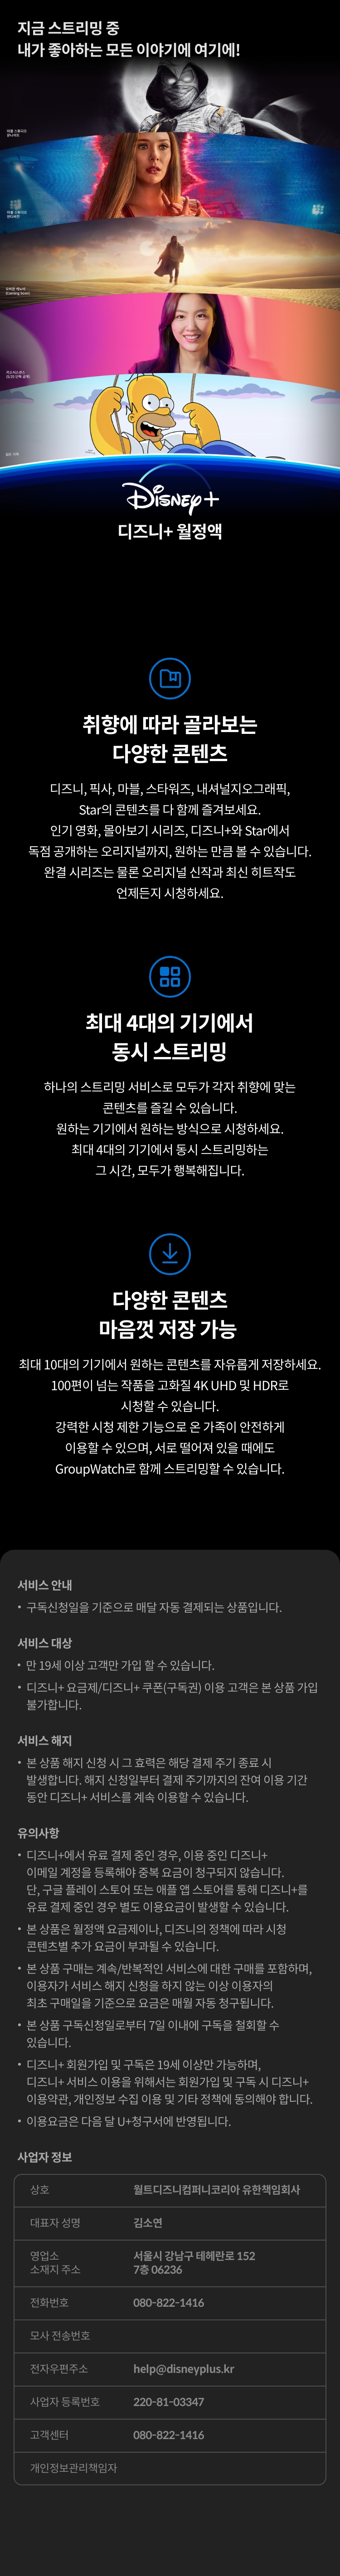 지금 스트리밍 중
내가 좋아하는 모든 이야기에 여기에!
마블 스튜디오
문나이트
마블 스튜디오
완다비전
오비완 케노비
(Coming Soon)
키스식스센스
(5/25 단독 공개)
심슨 가족
Disney+
디즈니+ 월정액
취향에 따라 골라보는
다양한 콘텐츠
디즈니, 픽사, 마블, 스타워즈, 내셔널지오그래픽,
Star의 콘텐츠를 다 함께 즐겨보세요.
인기 영화, 몰아보기 시리즈, 디즈니+와 Star에서
독점 공개하는 오리지널까지, 원하는 만큼 볼 수 있습니다.
완결 시리즈는 물론 오리지널 신작과 최신 히트작도
언제든지 시청하세요.
최대 4대의 기기에서
동시 스트리밍
하나의 스트리밍 서비스로 모두가 각자 취향에 맞는
콘텐츠를 즐길 수 있습니다.
원하는 기기에서 원하는 방식으로 시청하세요.
최대 4대의 기기에서 동시 스트리밍하는
그 시간, 모두가 행복해집니다.
다양한 콘텐츠
마음껏 저장 가능
최대 10대의 기기에서 원하는 콘텐츠를 자유롭게 저장하세요.
100편이 넘는 작품을 고화질 4K UHD 및 HDR로
시청할 수 있습니다.
강력한 시청 제한 기능으로 온 가족이 안전하게
이용할 수 있으며, 서로 떨어져 있을 때에도
GroupWatch로 함께 스트리밍할 수 있습니다.
서비스 안내
• 구독신청일을 기준으로 매달 자동 결제되는 상품입니다.
서비스 대상
• 만 19세 이상 고객만 가입 할 수 있습니다.
• 디즈니+ 요금제/디즈니+ 쿠폰(구독권) 이용 고객은 본 상품 가입
불가합니다.
서비스 해지
• 본 상품 해지 신청 시 그 효력은 해당 결제 주기 종료 시
발생합니다. 해지 신청일부터 결제 주기까지의 잔여 이용 기간
동안 디즈니+ 서비스를 계속 이용할 수 있습니다.
유의사항
• 디즈니+에서 유료 결제 중인 경우, 이용 중인 디즈니+
이메일 계정을 등록해야 중복 요금이 청구되지 않습니다.
단, 구글 플레이 스토어 또는 애플 앱 스토어를 통해 디즈니+를
유료 결제 중인 경우 별도 이용요금이 발생할 수 있습니다.
• 본 상품은 월정액 요금제이나, 디즈니의 정책에 따라 시청
콘텐츠별 추가 요금이 부과될 수 있습니다.
• 본 상품 구매는 계속/반복적인 서비스에 대한 구매를 포함하며,
이용자가 서비스 해지 신청을 하지 않는 이상 이용자의
최초 구매일을 기준으로 요금은 매월 자동 청구됩니다.
• 본 상품 구독신청일로부터 7일 이내에 구독을 철회할 수
있습니다.
• 디즈니+ 회원가입 및 구독은 19세 이상만 가능하며,
디즈니+ 서비스 이용을 위해서는 회원가입 및 구독 시 디즈니+
이용약관, 개인정보 수집 이용 및 기타 정책에 동의해야 합니다.
• 이용요금은 다음 달 U+청구서에 반영됩니다.
사업자 정보
상호 월트디즈니컴퍼니코리아 유한책임회사
대표자 성명 김소연
영업소 서울시 강남구 테헤란로 152
소재지 주소 7층 06236
전화번호 080-822-1416
모사 전송번호
전자우편주소 help@disneyplus.kr
사업자 등록번호 220-81-03347
고객센터 080-822-1416
개인정보관리책임자